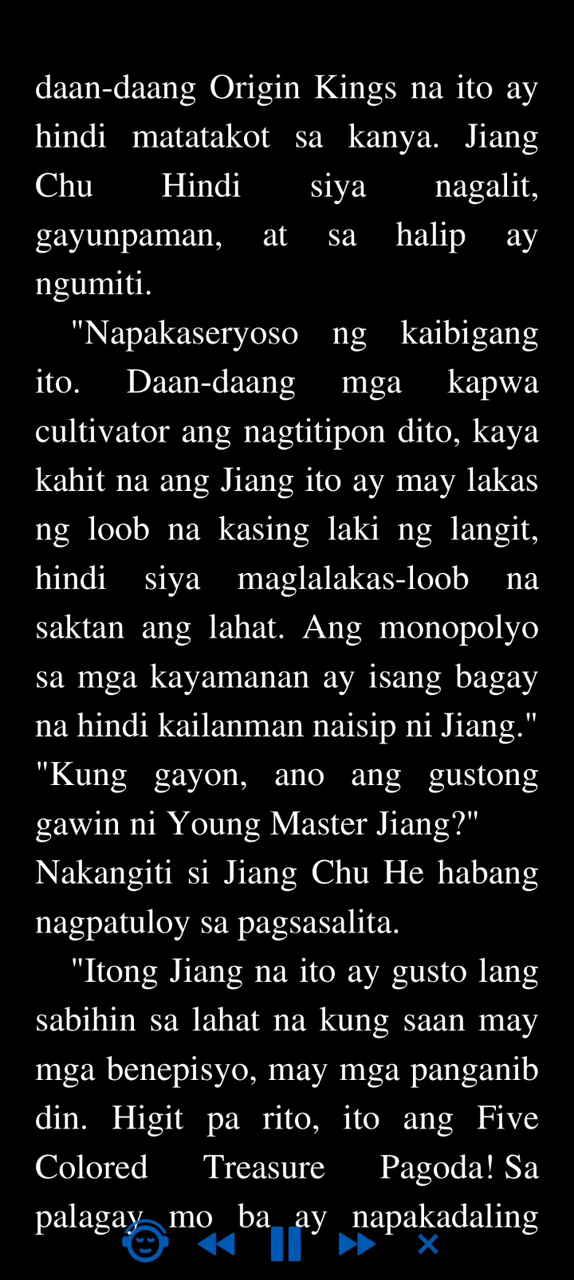 daan-daang Origin Kings na ito ay
hindi matatakot sa kanya. Jiang
Chu Hindi siya nagalit,
gayunpaman, at sa halip ay
ngumiti.
"Napakaseryoso ng kaibigang
ito. Daan-daang mga kapwa
cultivator ang nagtitipon dito, kaya
kahit na ang Jiang ito ay may lakas
ng loob na kasing laki ng langit,
hindi siya maglalakas-loob na
saktan ang lahat. Ang monopolyo
sa mga kayamanan ay isang bagay
na hindi kailanman naisip ni Jiang."
"Kung gayon, ano ang gustong
gawin ni Young Master Jiang?"
Nakangiti si Jiang Chu He habang
nagpatuloy sa pagsasalita.
"Itong Jiang na ito ay gusto lang
sabihin sa lahat na kung saan may
mga benepisyo, may mga panganib
din. Higit pa rito, ito ang Five
Colored Treasure Pagoda! Sa
palagay mo ba ay napakadaling